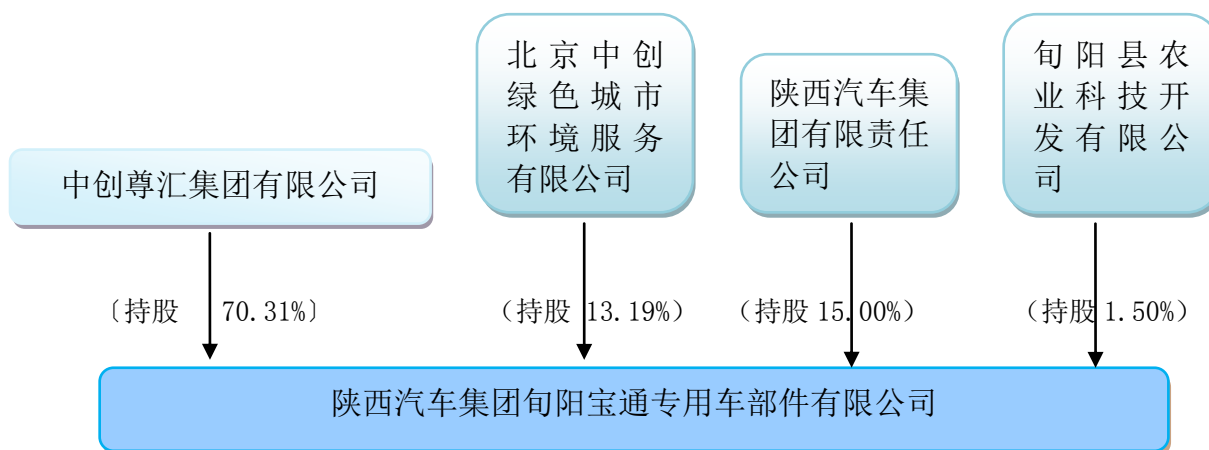 中创尊汇集团有限公司
北京中创
绿色城市
环境服务
有限公司
陕西汽车集
团有限责任
公司
旬阳县农
业科技开
发有限公
司
〔持股 70.31%〕
（持股 13.19%）
（持股 15.00%）
（持股 1.50%）
陕西汽车集团旬阳宝通专用车部件有限公司